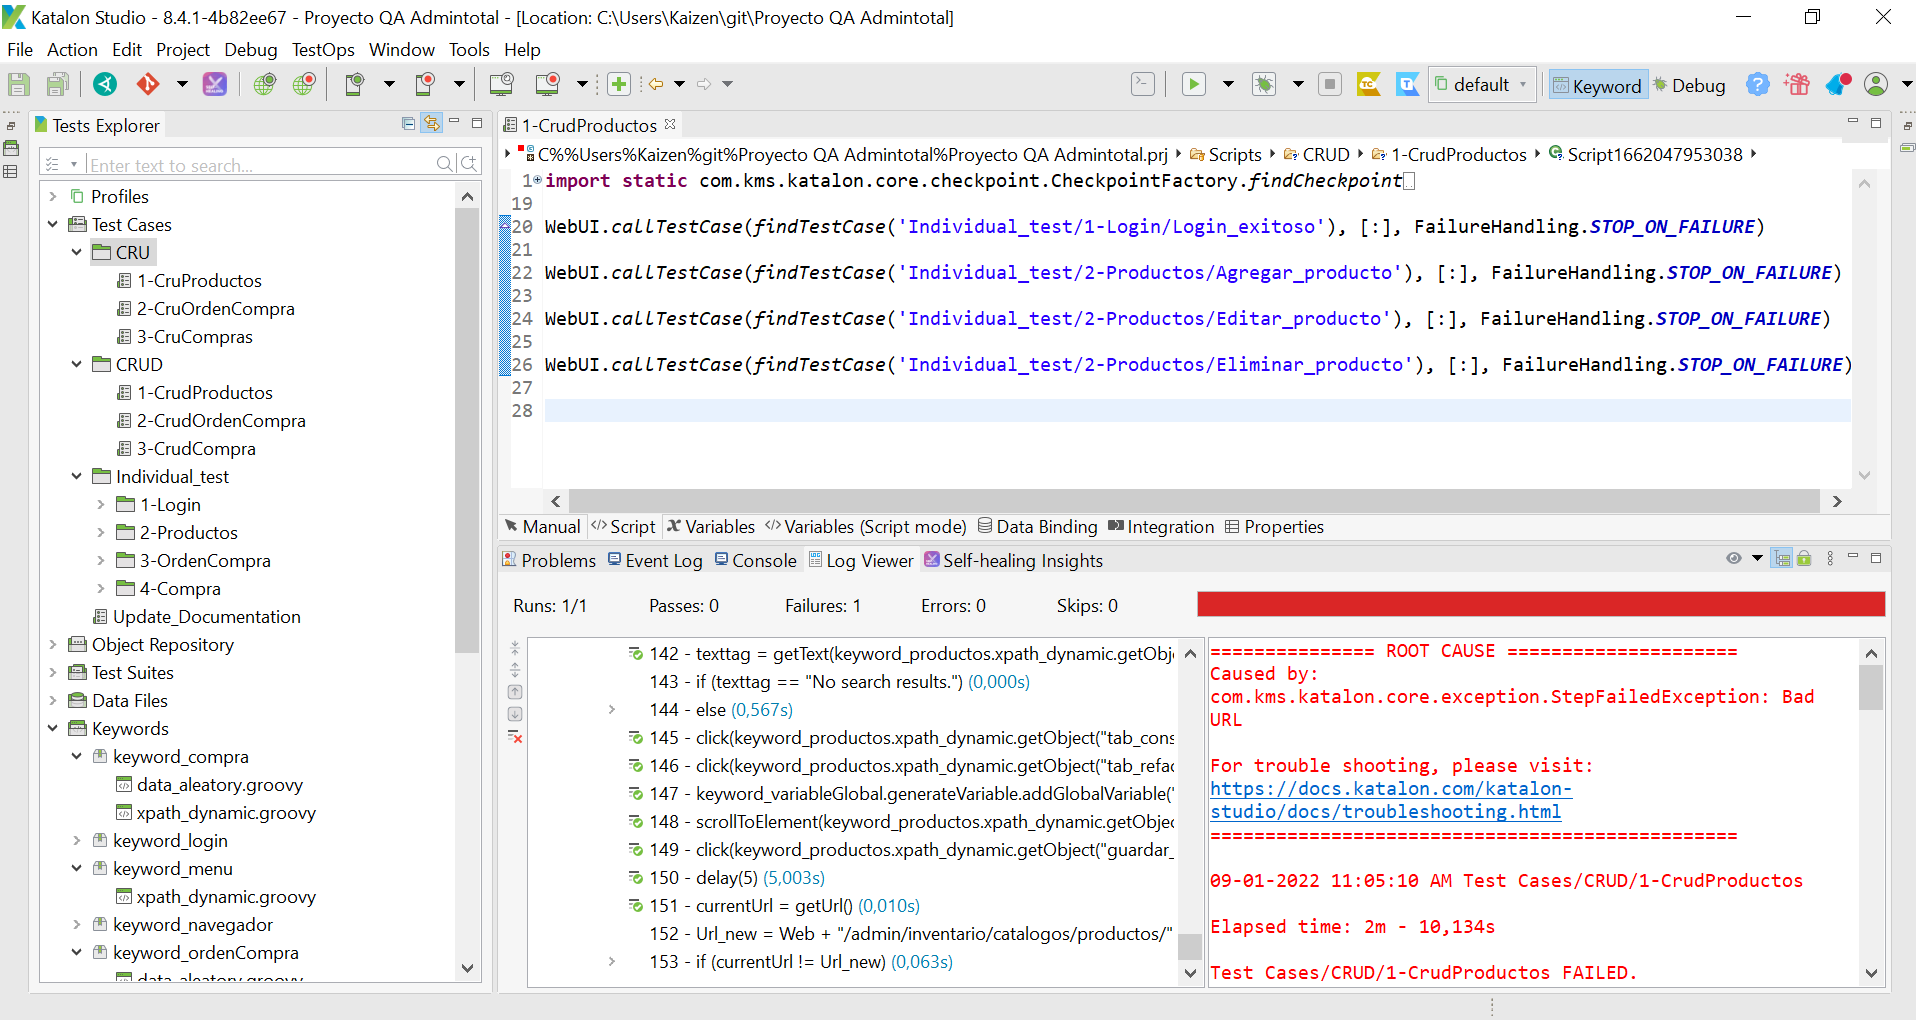 Katalon Studio - 8.4.1-4b82ee67 - Proyecto QA Admintotal - [Location: C:\Users\Kaizen\git\Proyecto QA Admintotal]
File Action Edit Project Debug TestOps Window Tools Help
default Keyword Debug
Tests Explorer
Enter text to search...
Profiles
Test Cases
CRU
1-CruProductos
2-CruOrdenCompra
3-CruCompras
CRUD
1-CrudProductos
2-CrudOrdenCompra
3-CrudCompra
Individual_test
1-Login
2-Productos
3-OrdenCompra
4-Compra
Update_Documentation
Object Repository
Test Suites
Data Files
Keywords
keyword_compra
data_aleatory.groovy
xpath_dynamic.groovy
keyword_login
keyword_menu
xpath_dynamic.groovy
keyword_navegador
keyword_ordenCompra
data_aleatory.groovy
1-CrudProductos
C%%Users%Kaizen%git%Proyecto QA Admintotal%Proyecto QA Admintotal.prj Scripts CRUD 1-CrudProductos Script1662047953038
1 import static com.kms.katalon.core.checkpoint.CheckpointFactory.findCheckpoint
19
20 WebUI.callTestCase(findTestCase('Individual_test/1-Login/Login_exitoso'), [:], FailureHandling.STOP_ON_FAILURE)
21
22 WebUI.callTestCase(findTestCase('Individual_test/2-Productos/Agregar_producto'), [:], FailureHandling.STOP_ON_FAILURE)
23
24 WebUI.callTestCase(findTestCase('Individual_test/2-Productos/Editar_producto'), [:], FailureHandling.STOP_ON_FAILURE)
25
26 WebUI.callTestCase(findTestCase('Individual_test/2-Productos/Eliminar_producto'), [:], FailureHandling.STOP_ON_FAILURE)
27
28
Manual Script Variables Variables (Script mode) Data Binding Integration Properties
Problems Event Log Console Log Viewer Self-healing Insights
Runs: 1/1 Passes: 0 Failures: 1 Errors: 0 Skips: 0
142 - texttag = getText(keyword_productos.xpath_dynamic.getObj
143 - if (texttag == "No search results.") (0,000s)
144 - else (0,567s)
145 - click(keyword_productos.xpath_dynamic.getObject("tab_cons
146 - click(keyword_productos.xpath_dynamic.getObject("tab_refac
147 - keyword_variableGlobal.generateVariable.addGlobalVariable("
148 - scrollToElement(keyword_productos.xpath_dynamic.getObjec
149 - click(keyword_productos.xpath_dynamic.getObject("guardar_
150 - delay(5) (5,003s)
151 - currentUrl = getUrl() (0,010s)
152 - Url_new = Web + "/admin/inventario/catalogos/productos/"
153 - if (currentUrl != Url_new) (0,063s)
=============== ROOT CAUSE =====================
Caused by:
com.kms.katalon.core.exception.StepFailedException: Bad
URL
For trouble shooting, please visit:
https://docs.katalon.com/katalon-
studio/docs/troubleshooting.html
================================================
09-01-2022 11:05:10 AM Test Cases/CRUD/1-CrudProductos
Elapsed time: 2m - 10,134s
Test Cases/CRUD/1-CrudProductos FAILED.